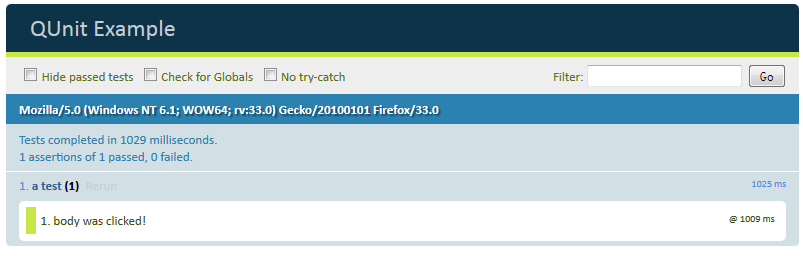 QUnit Example
Hide passed tests Check for Globals No try-catch Filter: Go
Mozilla/5.0 (Windows NT 6.1; WOW64; rv:33.0) Gecko/20100101 Firefox/33.0
Tests completed in 1029 milliseconds.
1 assertions of 1 passed, 0 failed.
1. a test (1) Rerun 1025 ms
1. body was clicked! @ 1009 ms